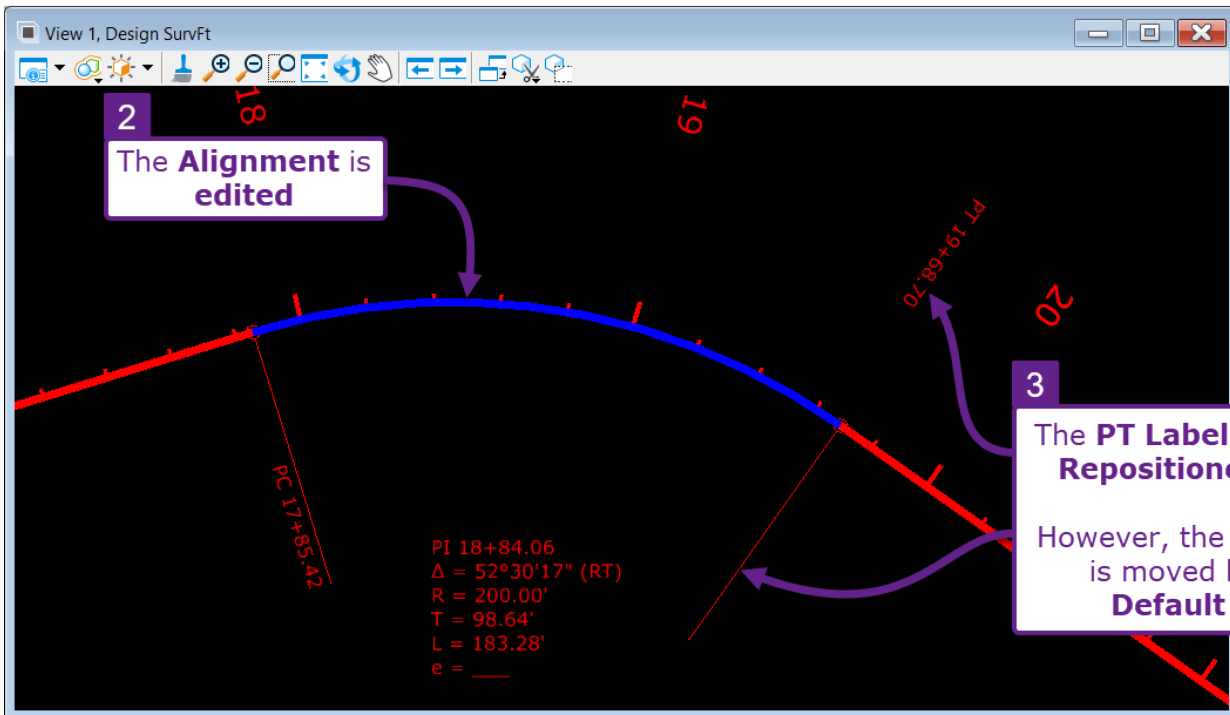 View 1, Design SurvFt
18
19
2
The Alignment is
edited
PT 19+68.70
20
3
The PT Label
Repositione
However, the
is moved
Default
PC 17+85.42
PI 18+84.06
Δ = 52°30'17" (RT)
R = 200.00'
T = 98.64'
L = 183.28'
e = ___